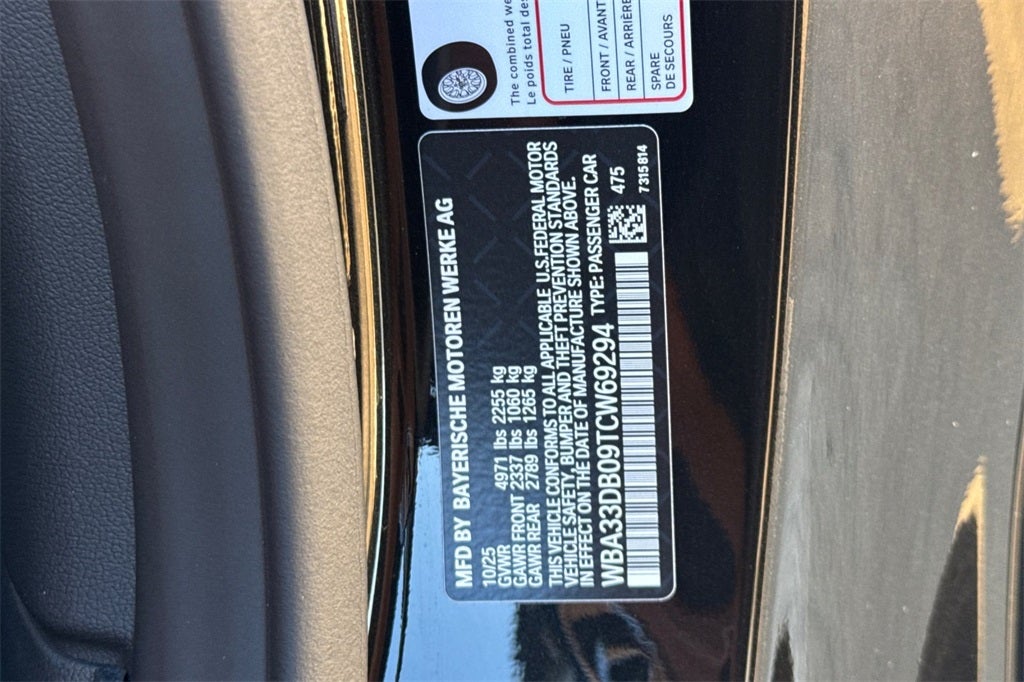 The combined we
Le poids total des
TIRE / PNEU
FRONT / AVANT
REAR / ARRIÈRE
SPARE
DE SECOURS
MFD BY BAYERISCHE MOTOREN WERKE AG
10/25
GVWR 4971 lbs 2255 kg
GAWR FRONT 2337 lbs 1060 kg
GAWR REAR 2789 lbs 1265 kg
THIS VEHICLE CONFORMS TO ALL APPLICABLE U.S.FEDERAL MOTOR
VEHICLE SAFETY, BUMPER AND THEFT PREVENTION STANDARDS
IN EFFECT ON THE DATE OF MANUFACTURE SHOWN ABOVE.
WBA33DB09TCW69294 TYPE: PASSENGER CAR
475
7315814